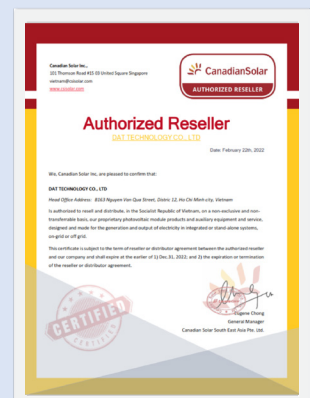 Canadian Solar Inc.,
101 Thomson Road #15-03 United Square Singapore
vietnam@csisolar.com
www.csisolar.com
CanadianSolar
AUTHORIZED RESELLER
Authorized Reseller
DAT TECHNOLOGY CO., LTD
Date: February 22th, 2022
We, Canadian Solar Inc, are pleased to confirm that:
DAT TECHNOLOGY CO., LTD
Head Office Address: 8163 Nguyen Van Qua Street, Distric 12, Ho Chi Minh city, Vietnam
Is authorized to resell and distribute, in the Socialist Republic of Vietnam, on a non-exclusive and non-
transferrable basis, our proprietary photovoltaic module products and auxiliary equipment and service,
designed and made for the generation and output of electricity in integrated or stand-alone systems,
on-grid or off grid.
This certificate is subject to the term of reseller or distributor agreement between the authorized reseller
and our company and shall expire at the earlier of 1) Dec.31, 2022; and 2) the expiration or termination
of the reseller or distributor agreement.
CERTIFIED
CERTIFIED
Eugene Chong
General Manager
Canadian Solar South East Asia Pte. Ltd.